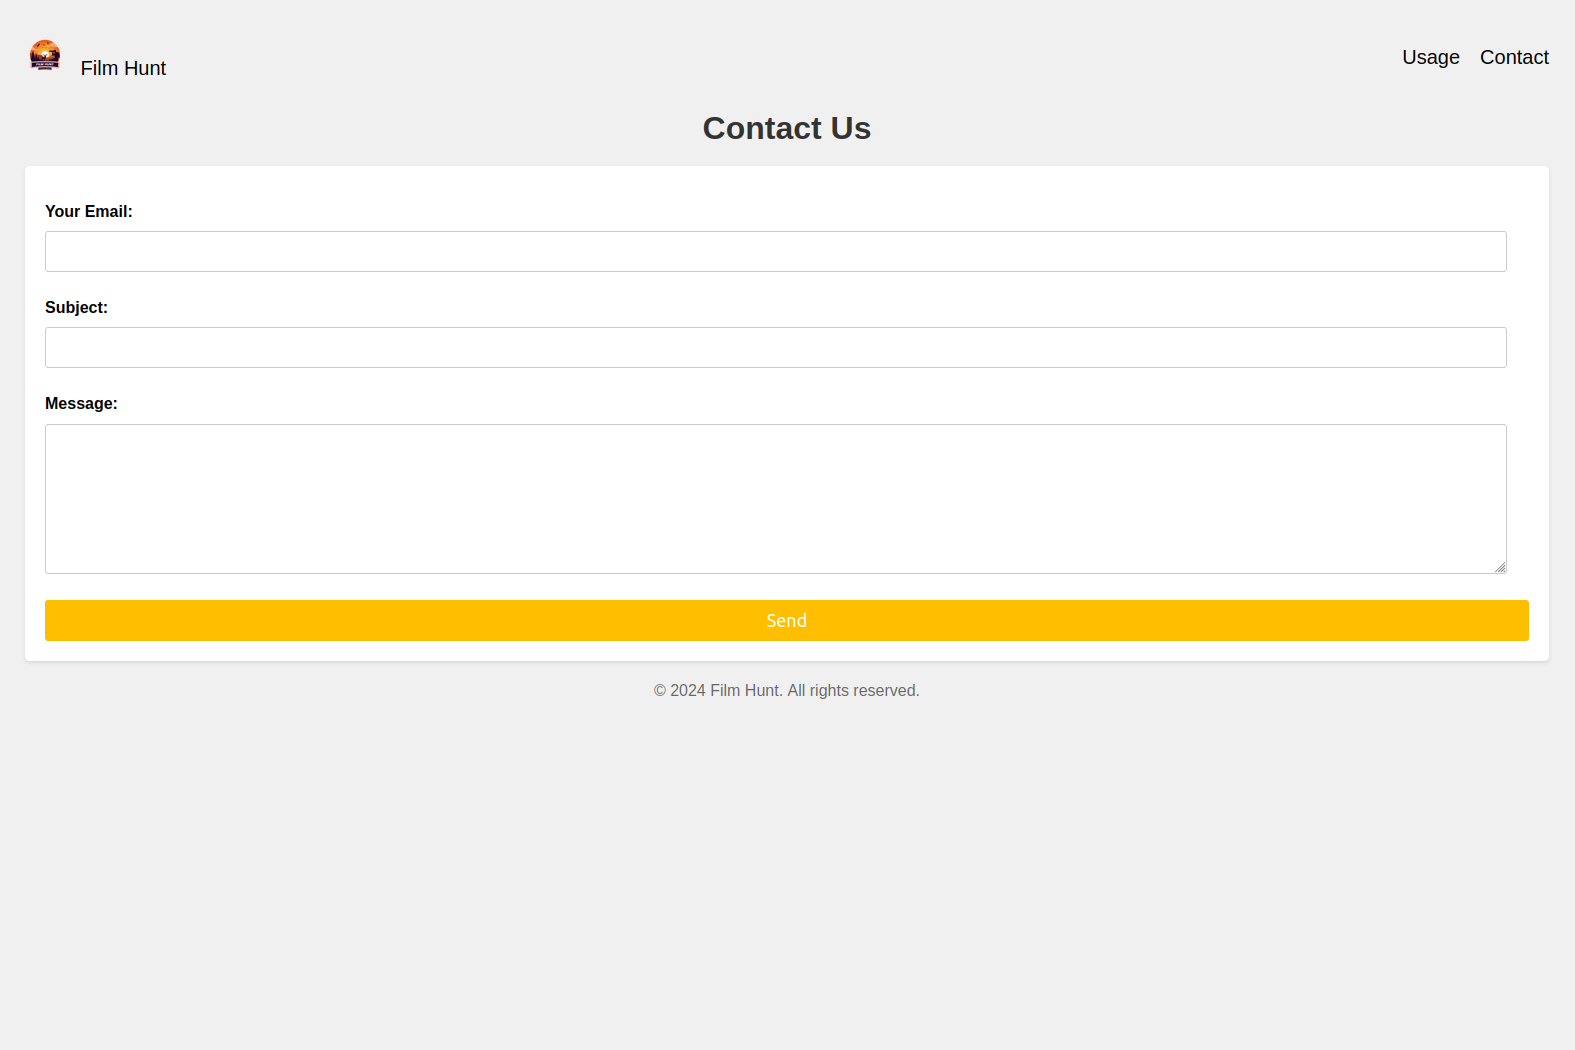 Film Hunt
Usage
Contact
Contact Us
Your Email:
Subject:
Message:
Send
© 2024 Film Hunt. All rights reserved.